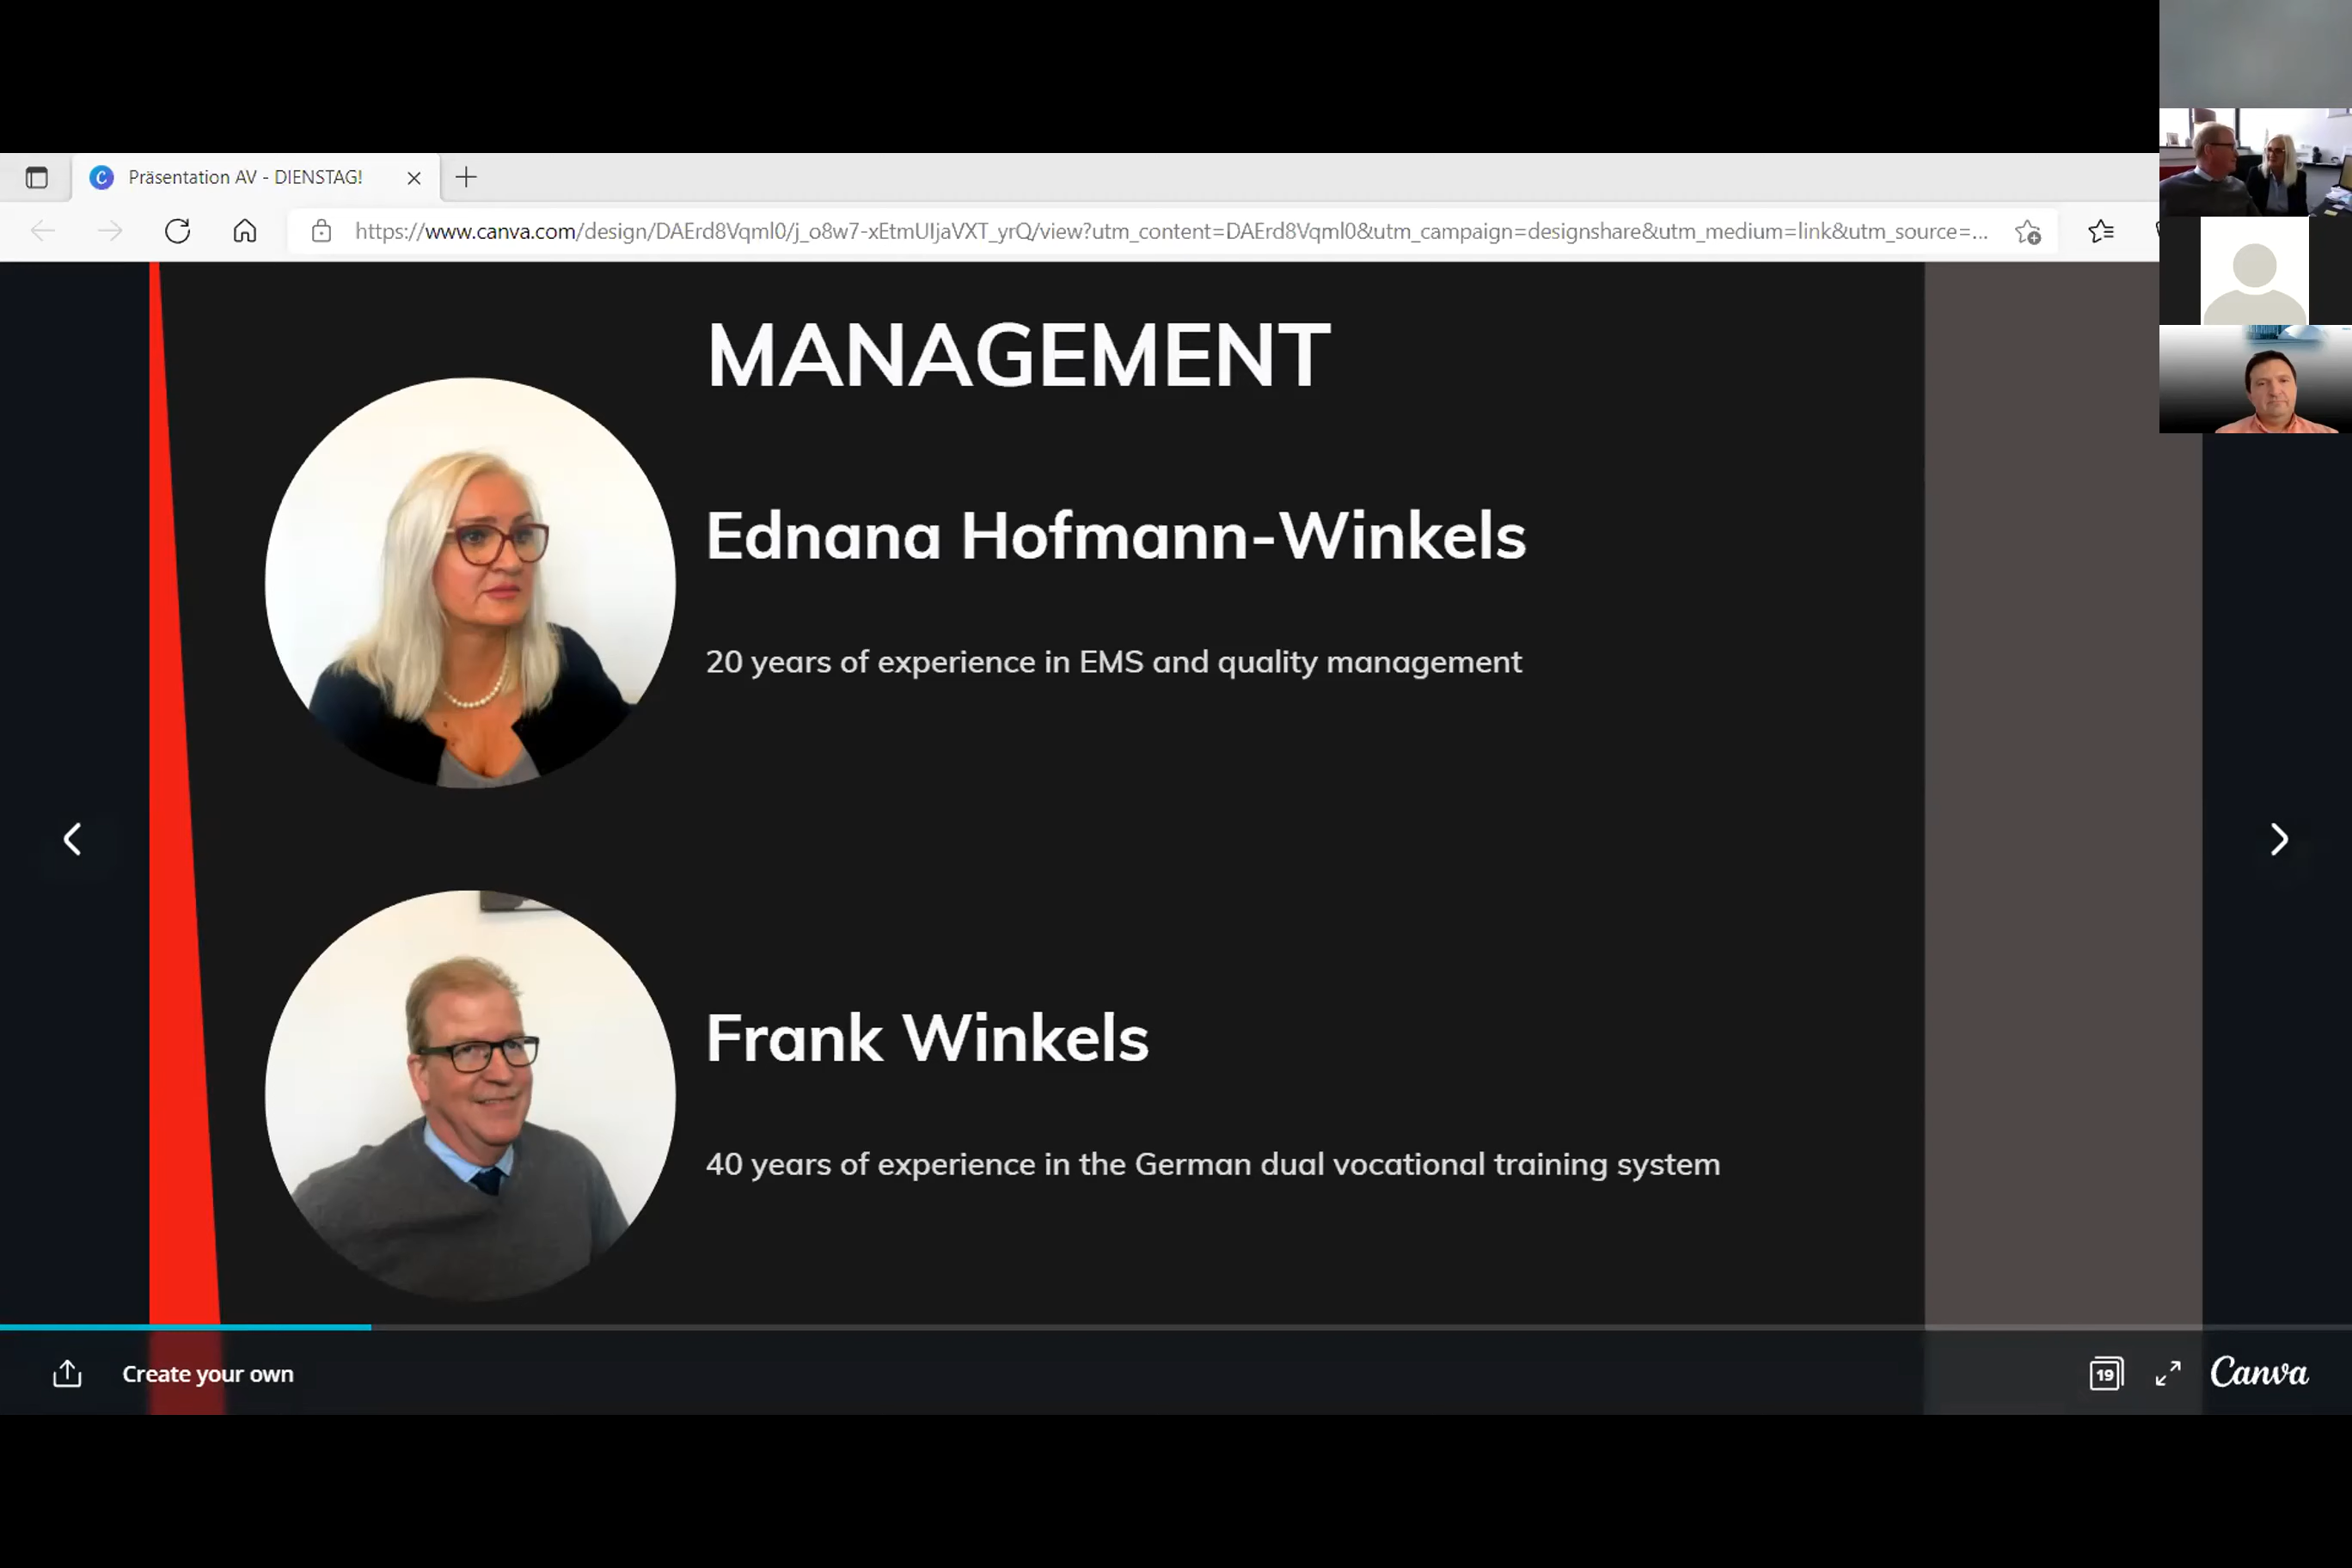 Präsentation AV - DIENSTAG!
https://www.canva.com/design/DAErd8Vqml0/j_o8w7-xEtmUIjaVXT_yrQ/view?utm_content=DAErd8Vqml0&utm_campaign=designshare&utm_medium=link&utm_source=...
MANAGEMENT
Ednana Hofmann-Winkels
20 years of experience in EMS and quality management
Frank Winkels
40 years of experience in the German dual vocational training system
Create your own
19
Canva